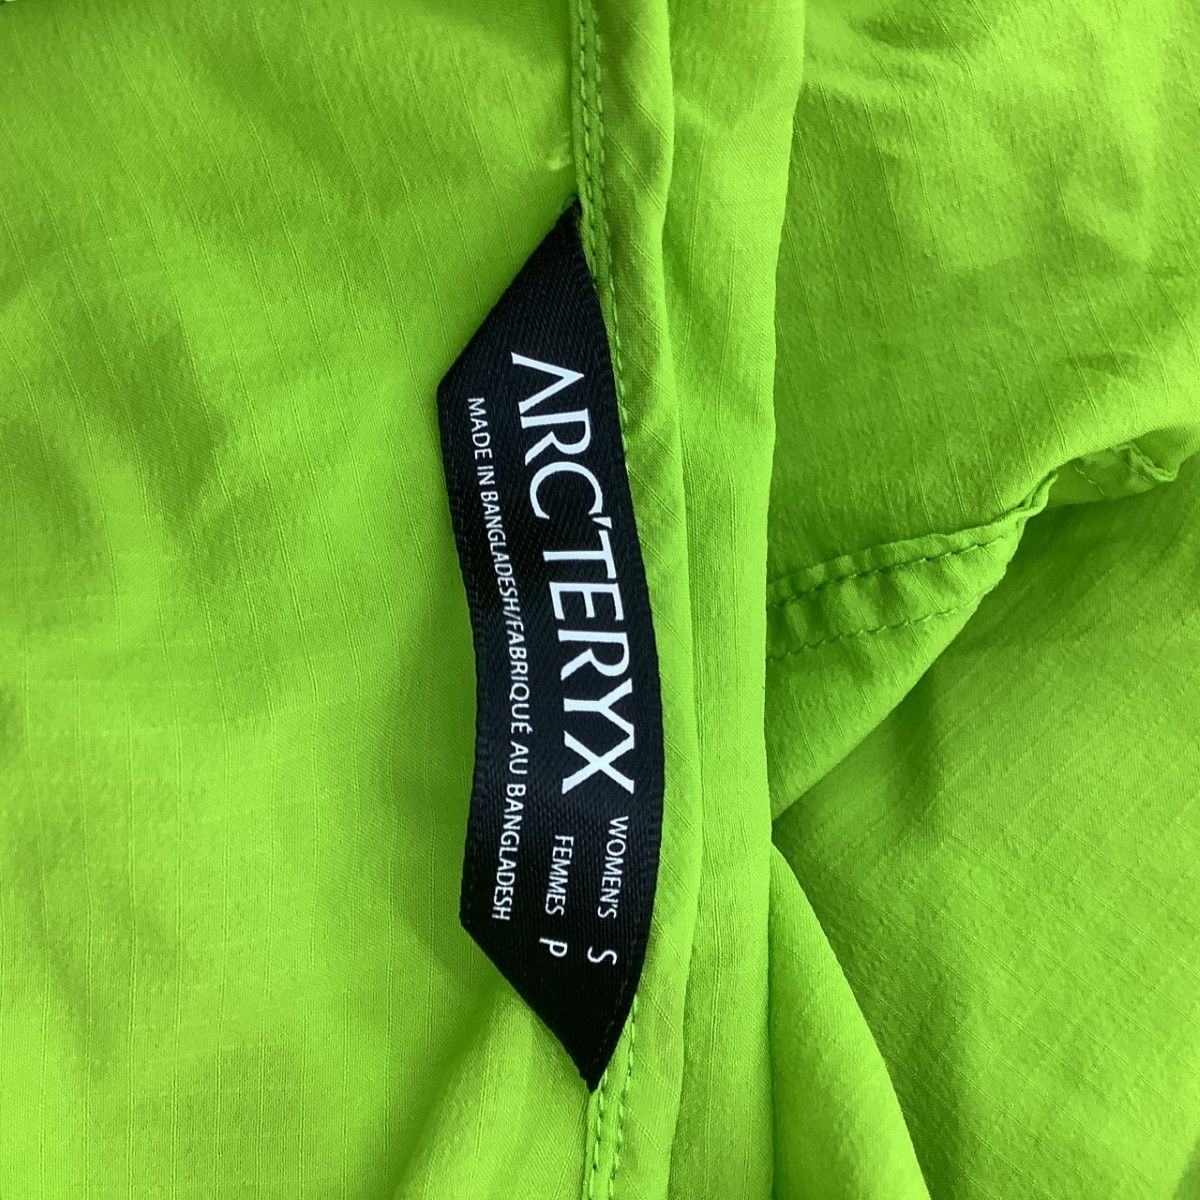 ARC'TERYX
WOMEN'S S
FEMMES P
MADE IN BANGLADESH/FABRIQUÉ AU BANGLADESH